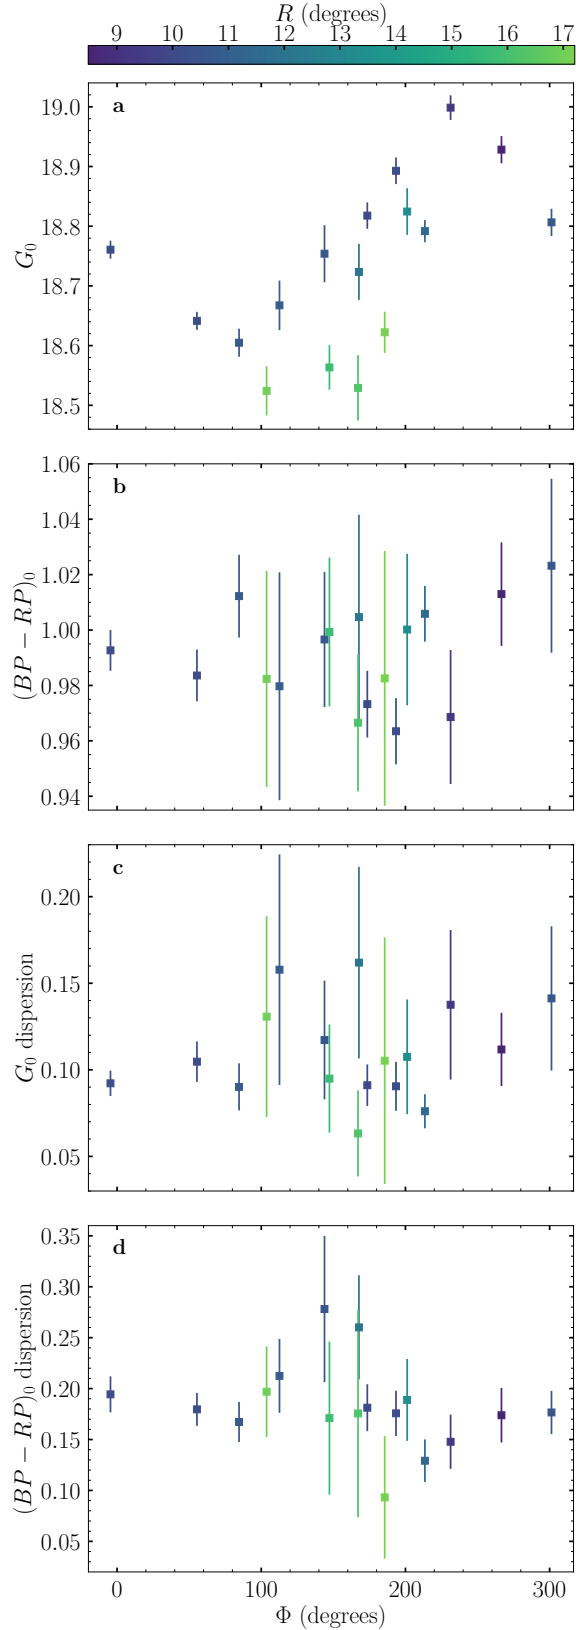 R (degrees)
9 10 11 12 13 14 15 16 17
a
19.0
18.9
18.8
18.7
18.6
18.5
G₀
b
1.06
1.04
1.02
1.00
0.98
0.96
0.94
(BP − RP)₀
c
0.20
0.15
0.10
0.05
G₀ dispersion
d
0.35
0.30
0.25
0.20
0.15
0.10
0.05
(BP − RP)₀ dispersion
0 100 200 300
Φ (degrees)